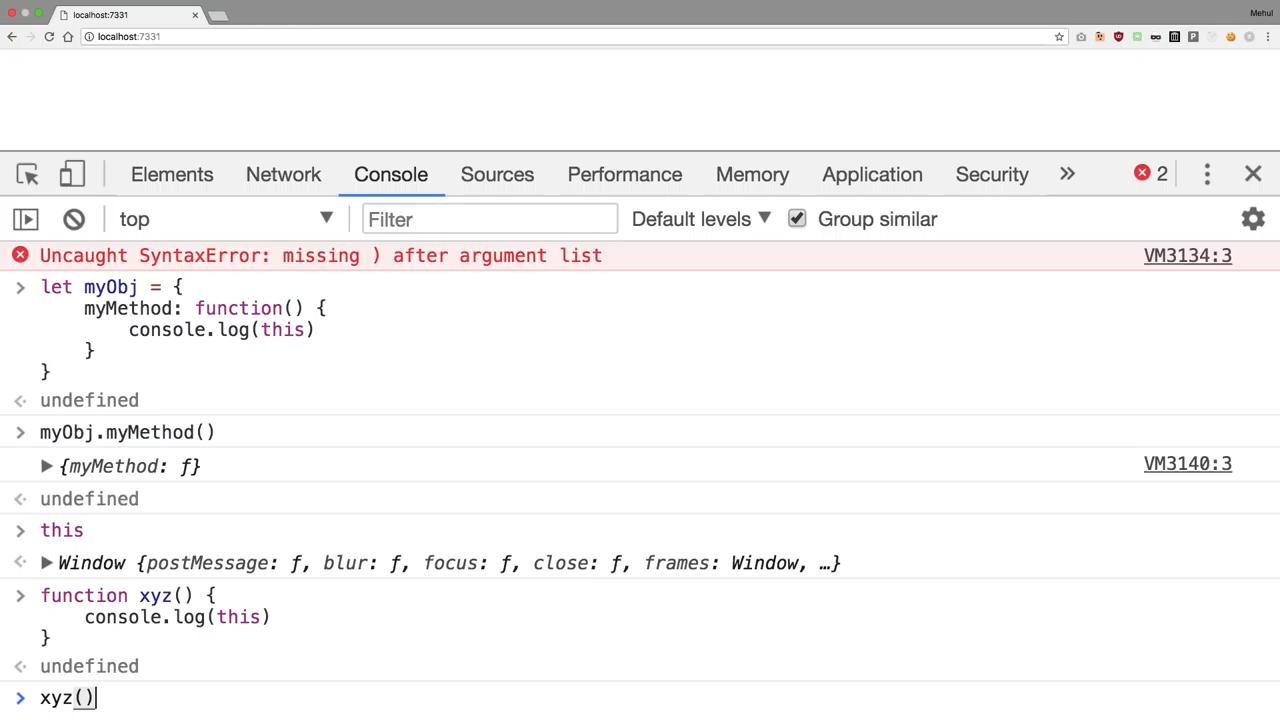 localhost:7331
Mehul
localhost:7331
Elements Network Console Sources Performance Memory Application Security » 2
top Filter Default levels Group similar
Uncaught SyntaxError: missing ) after argument list VM3134:3
let myObj = {
myMethod: function() {
console.log(this)
}
}
undefined
myObj.myMethod()
{myMethod: ƒ} VM3140:3
undefined
this
Window {postMessage: ƒ, blur: ƒ, focus: ƒ, close: ƒ, frames: Window, …}
function xyz() {
console.log(this)
}
undefined
xyz()